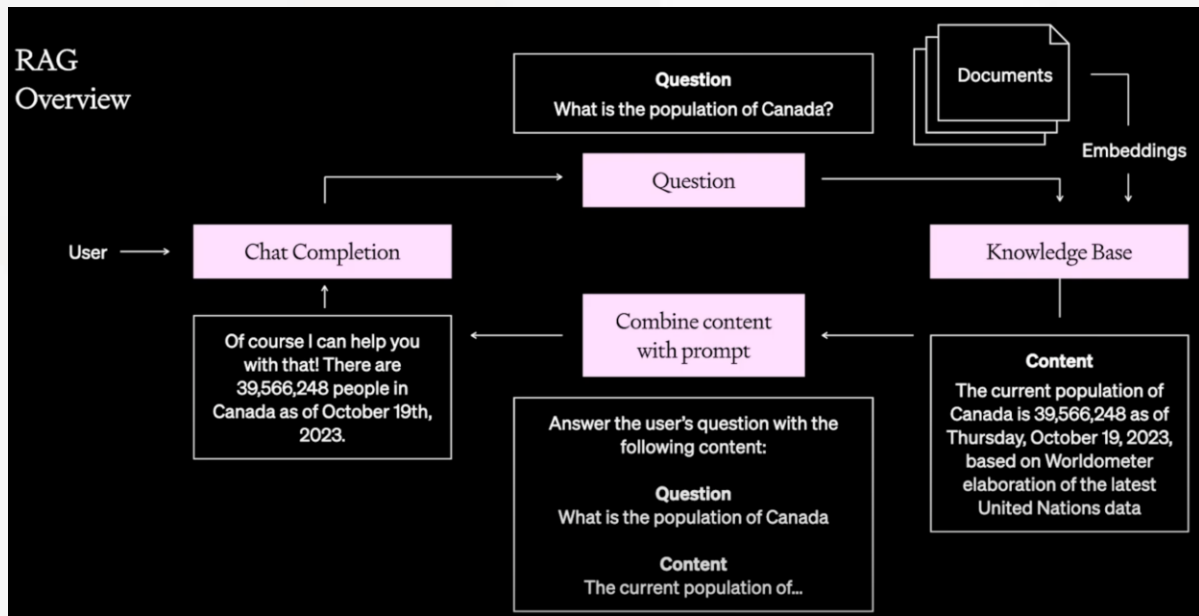 RAG
Overview
Question
What is the population of Canada?
Documents
Embeddings
Question
User
Chat Completion
Knowledge Base
Combine content
with prompt
Of course I can help you
with that! There are
39,566,248 people in
Canada as of October 19th,
2023.
Answer the user’s question with the
following content:
Question
What is the population of Canada
Content
The current population of...
Content
The current population of
Canada is 39,566,248 as of
Thursday, October 19, 2023,
based on Worldometer
elaboration of the latest
United Nations data